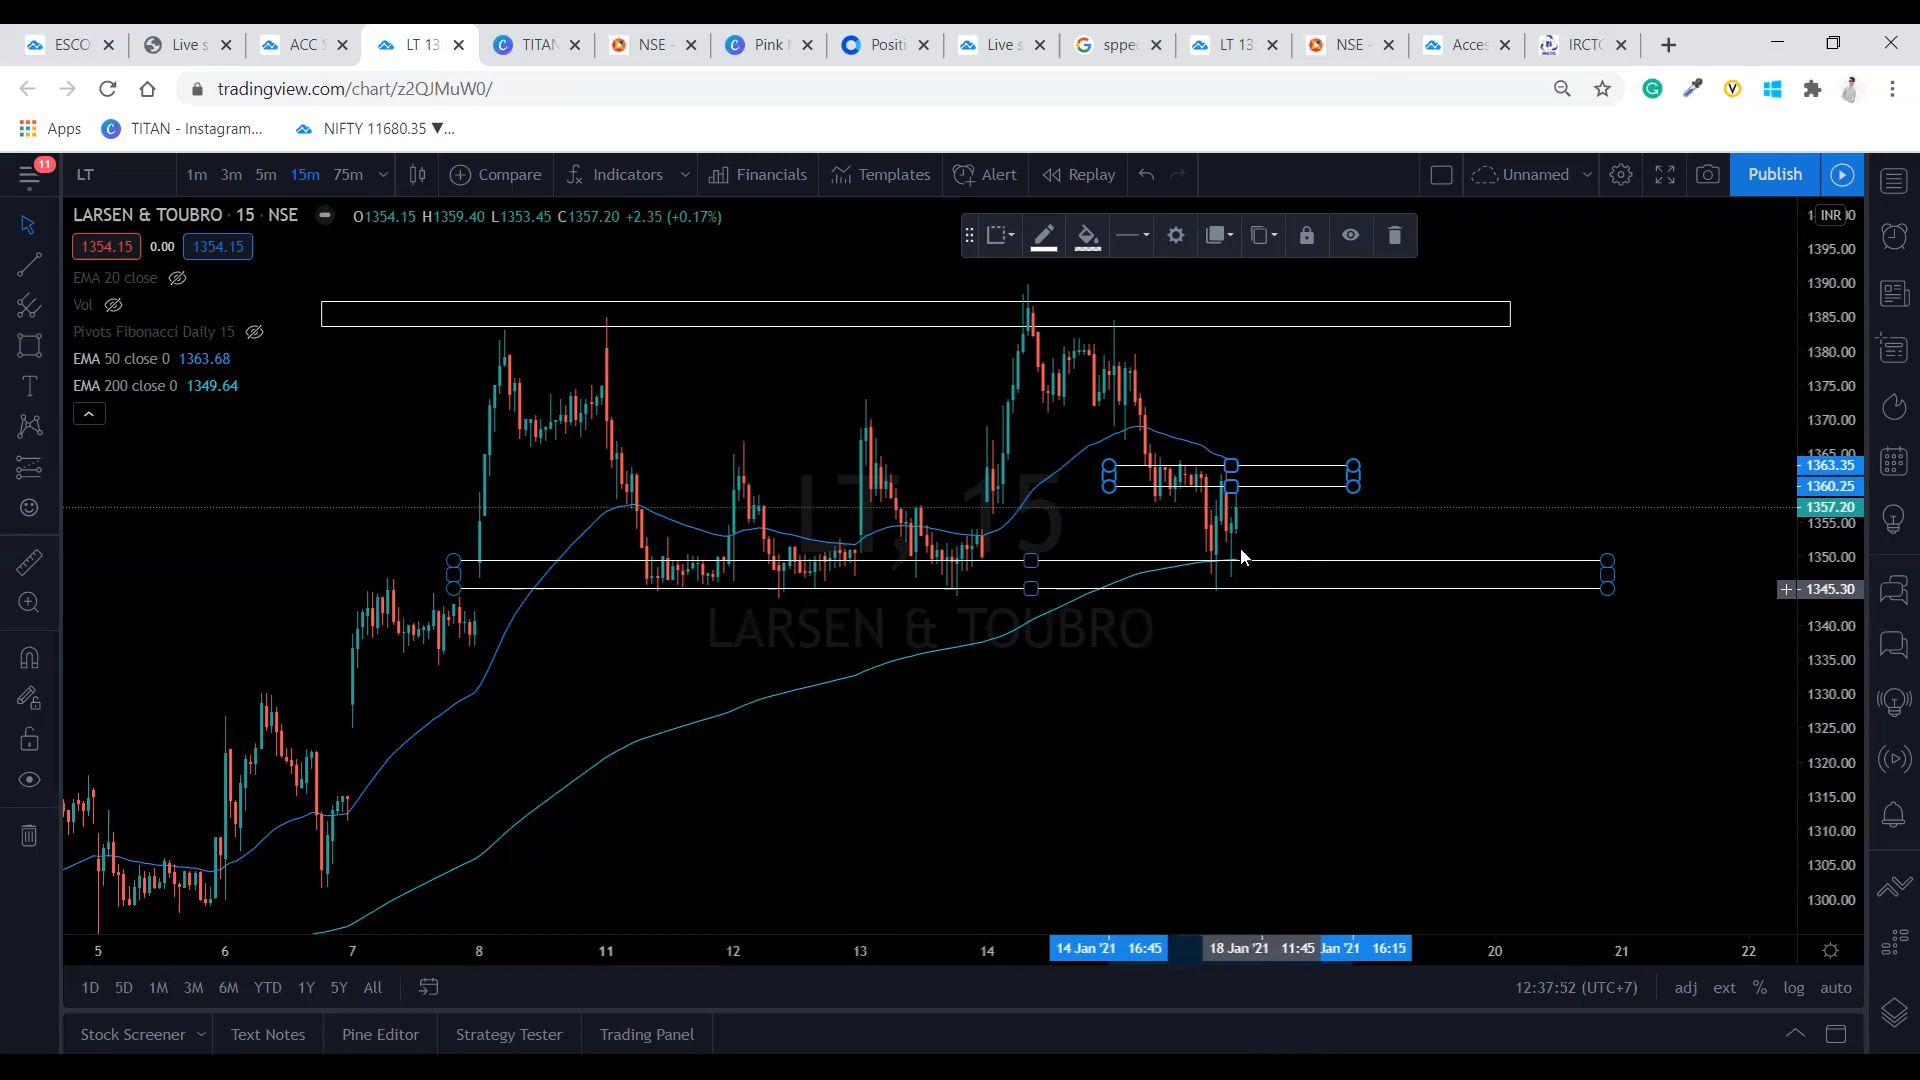 ESCO
Live s
ACC S
LT 13
TITAN
NSE -
Pink
Positi
Live s
sppee
LT 13
NSE -
Acces
IRCTC
tradingview.com/chart/z2QJMuW0/
Apps
TITAN - Instagram...
NIFTY 11680.35 ▼...
11
LT
1m 3m 5m 15m 75m
Compare
Indicators
Financials
Templates
Alert
Replay
Unnamed
Publish
LARSEN & TOUBRO · 15 · NSE
O1354.15 H1359.40 L1353.45 C1357.20 +2.35 (+0.17%)
INR
1354.15 0.00 1354.15
EMA 20 close
Vol
Pivots Fibonacci Daily 15
EMA 50 close 0 1363.68
EMA 200 close 0 1349.64
1395.00
1390.00
1385.00
1380.00
1375.00
1370.00
1365.00
1363.35
1360.25
1357.20
1355.00
1350.00
1345.30
1340.00
1335.00
1330.00
1325.00
1320.00
1315.00
1310.00
1305.00
1300.00
LT, 15
LARSEN & TOUBRO
5 6 7 8 11 12 13 14 14 Jan '21 16:45 18 Jan '21 11:45 Jan '21 16:15 20 21 22
1D 5D 1M 3M 6M YTD 1Y 5Y All
12:37:52 (UTC+7)
adj ext % log auto
Stock Screener
Text Notes
Pine Editor
Strategy Tester
Trading Panel